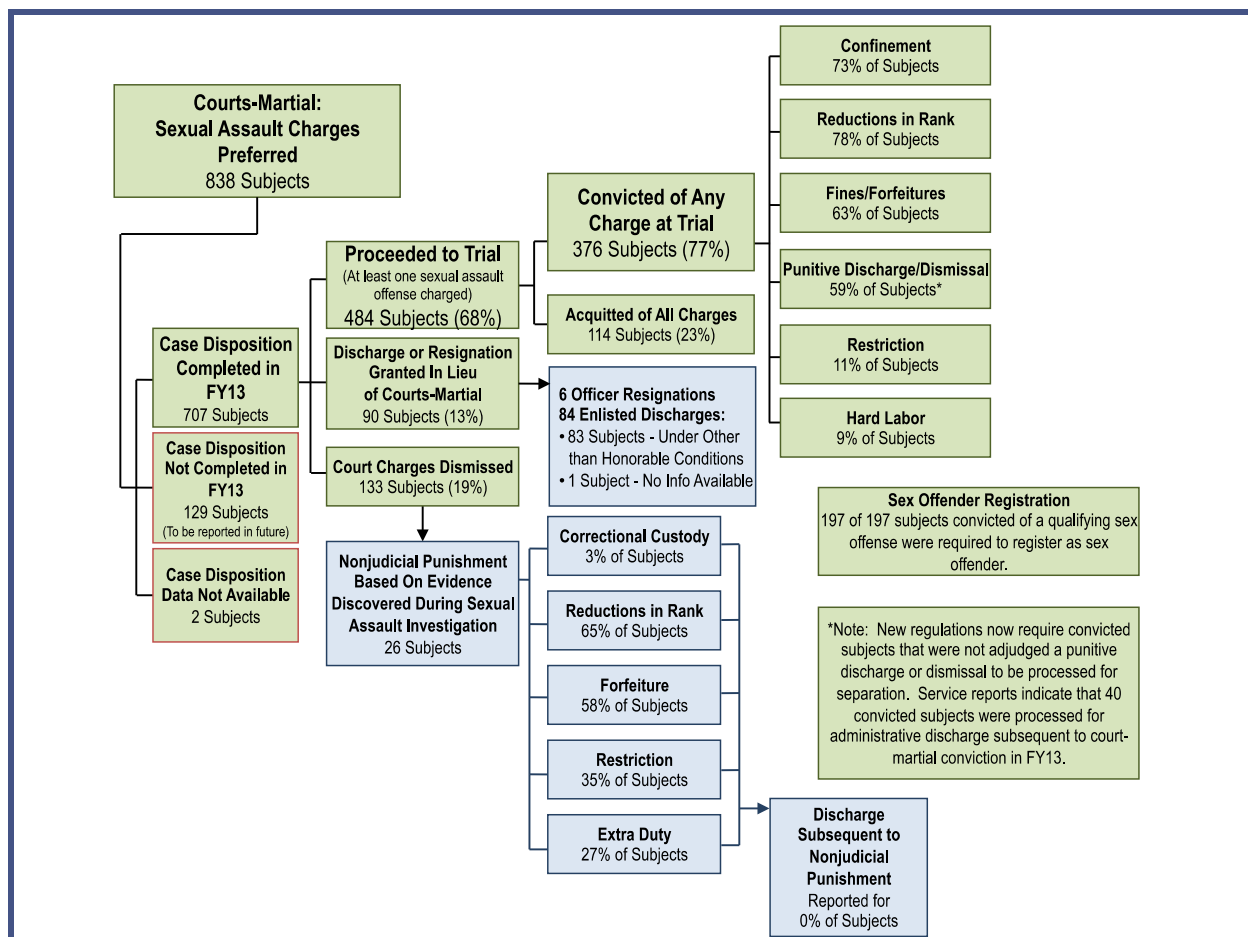 Courts-Martial:
Sexual Assault Charges
Preferred
838 Subjects
Case Disposition
Completed in
FY13
707 Subjects
Case Disposition
Not Completed in
FY13
129 Subjects
(To be reported in future)
Case Disposition
Data Not Available
2 Subjects
Proceeded to Trial
(At least one sexual assault
offense charged)
484 Subjects (68%)
Discharge or Resignation
Granted In Lieu
of Courts-Martial
90 Subjects (13%)
Court Charges Dismissed
133 Subjects (19%)
Nonjudicial Punishment
Based On Evidence
Discovered During Sexual
Assault Investigation
26 Subjects
Convicted of Any
Charge at Trial
376 Subjects (77%)
Acquitted of All Charges
114 Subjects (23%)
6 Officer Resignations
84 Enlisted Discharges:
• 83 Subjects - Under Other
than Honorable Conditions
• 1 Subject - No Info Available
Correctional Custody
3% of Subjects
Reductions in Rank
65% of Subjects
Forfeiture
58% of Subjects
Restriction
35% of Subjects
Extra Duty
27% of Subjects
Confinement
73% of Subjects
Reductions in Rank
78% of Subjects
Fines/Forfeitures
63% of Subjects
Punitive Discharge/Dismissal
59% of Subjects*
Restriction
11% of Subjects
Hard Labor
9% of Subjects
Sex Offender Registration
197 of 197 subjects convicted of a qualifying sex
offense were required to register as sex
offender.
*Note: New regulations now require convicted
subjects that were not adjudged a punitive
discharge or dismissal to be processed for
separation. Service reports indicate that 40
convicted subjects were processed for
administrative discharge subsequent to court-
martial conviction in FY13.
Discharge
Subsequent to
Nonjudicial
Punishment
Reported for
0% of Subjects